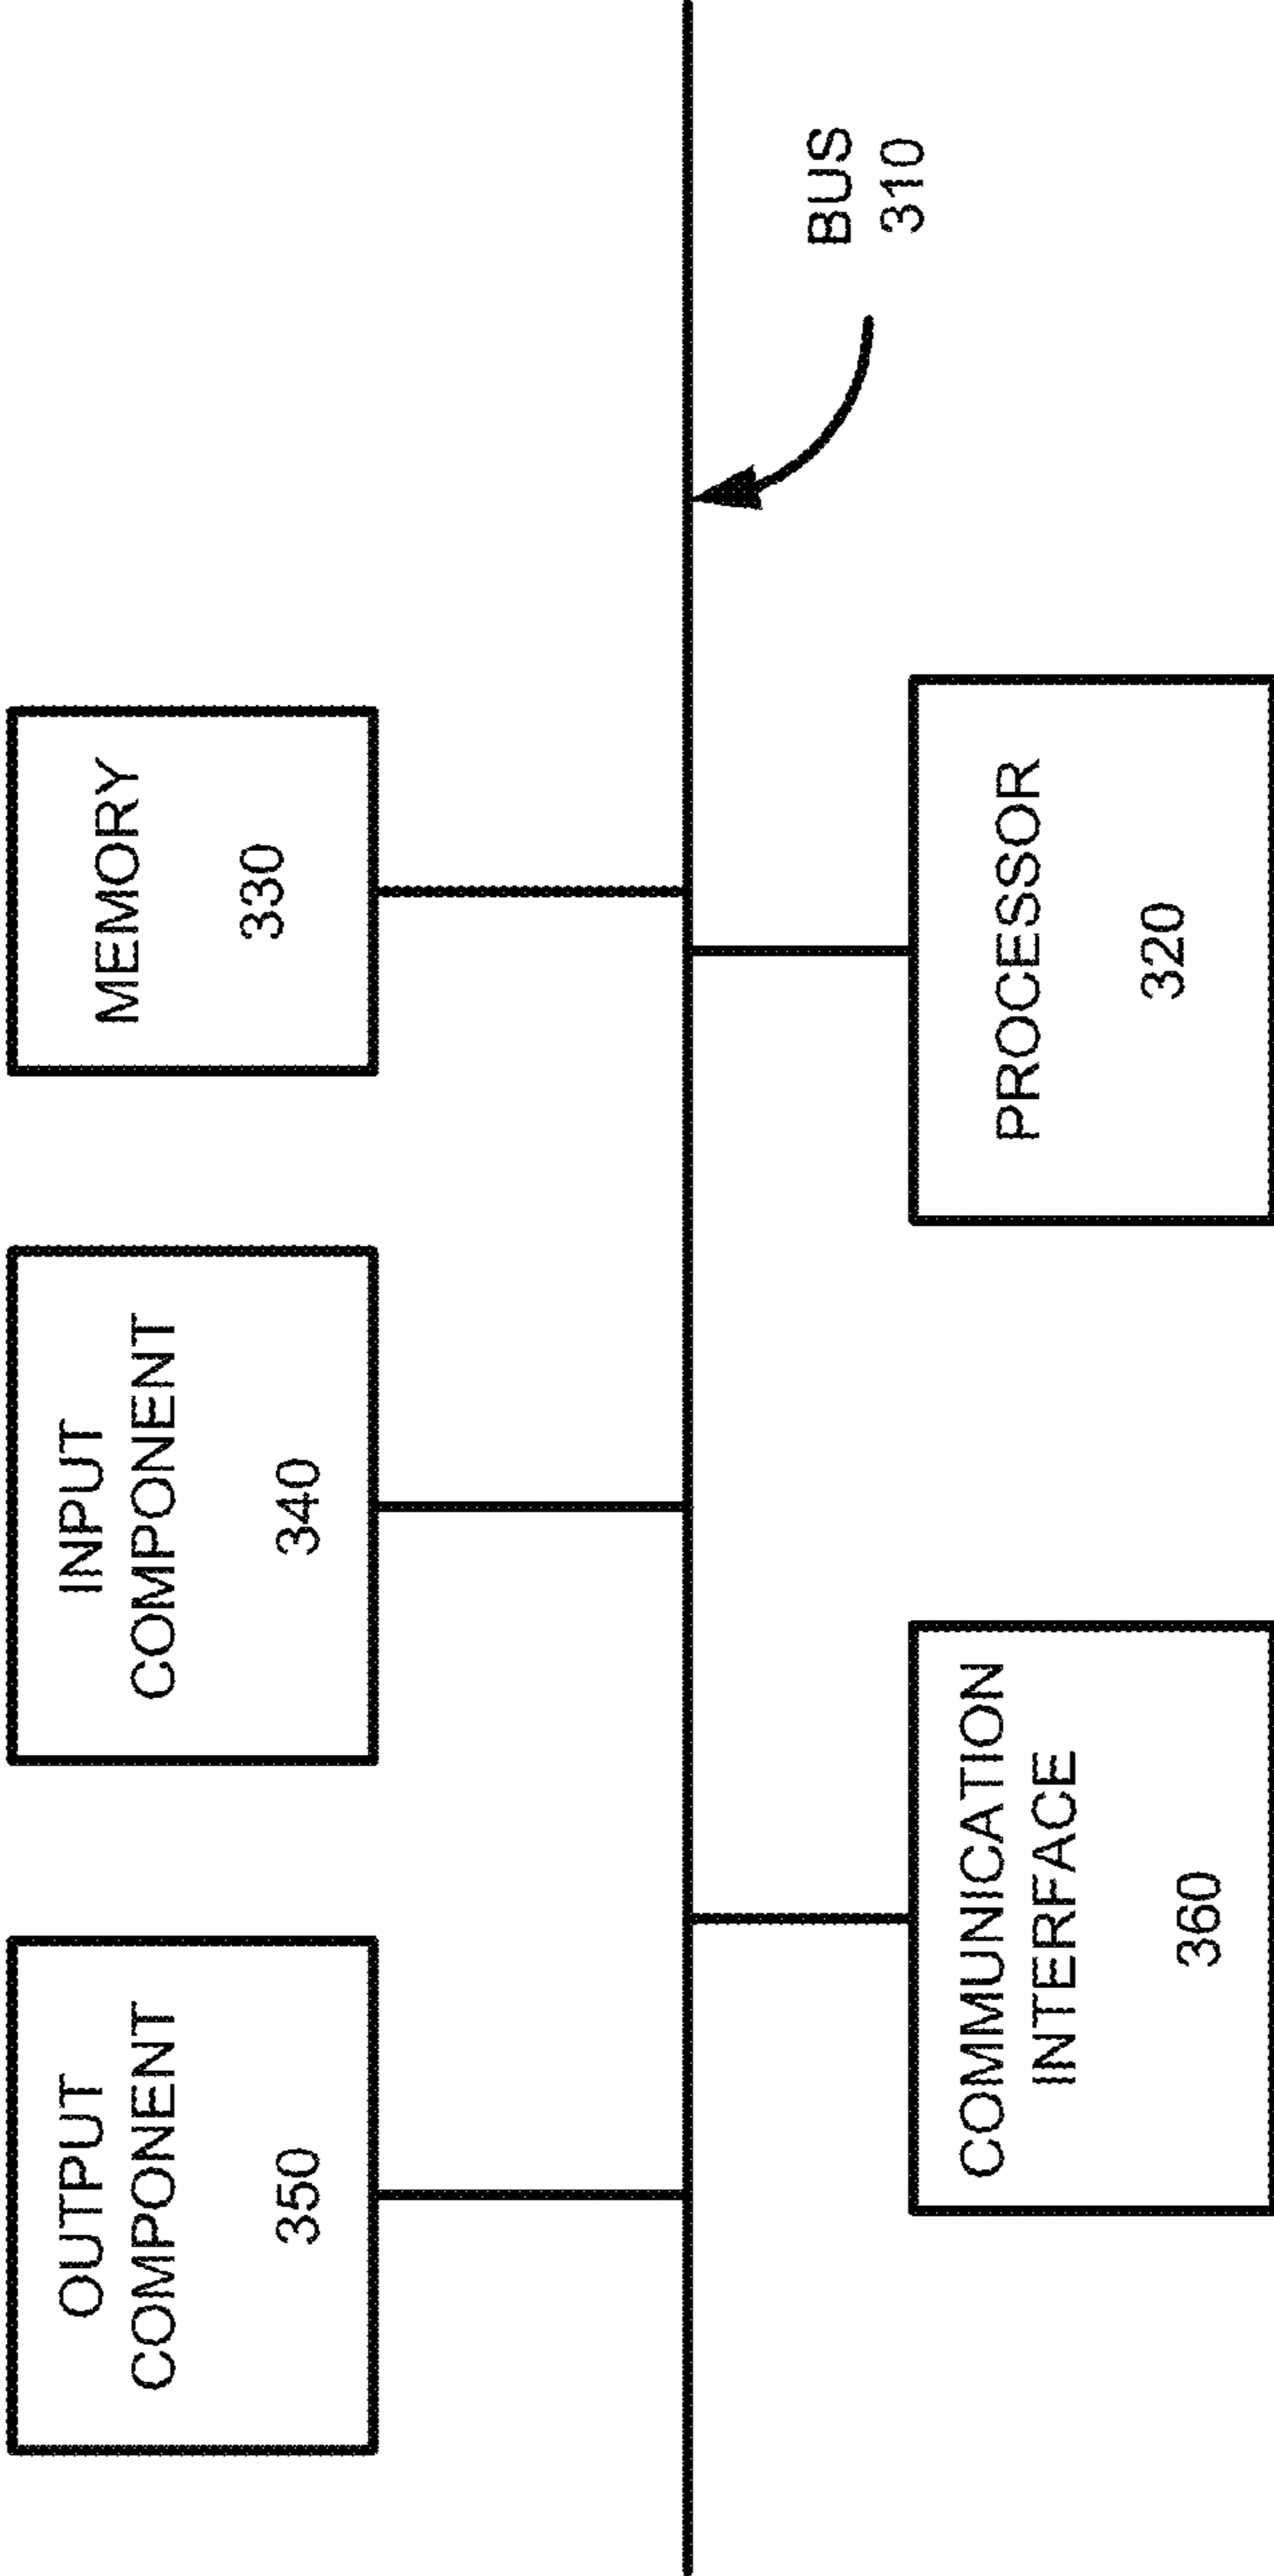 OUTPUT
COMPONENT
350
INPUT
COMPONENT
340
MEMORY
330
BUS
310
COMMUNICATION
INTERFACE
360
PROCESSOR
320